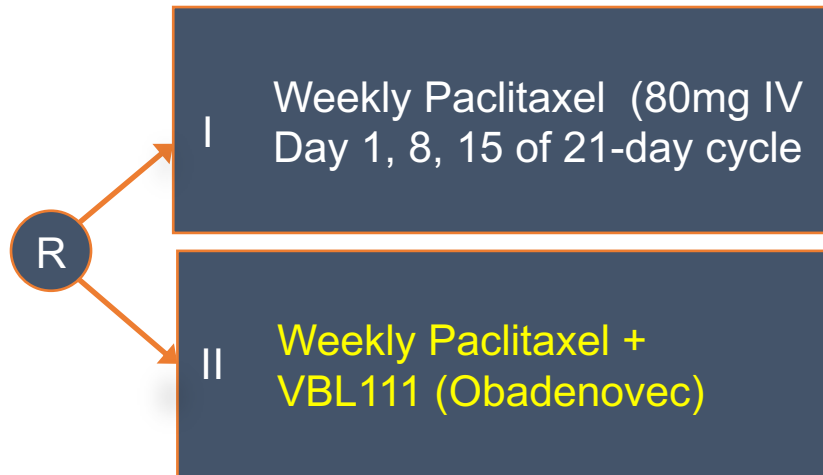 R
I
Weekly Paclitaxel (80mg IV
Day 1, 8, 15 of 21-day cycle
II
Weekly Paclitaxel +
VBL111 (Obadenovec)